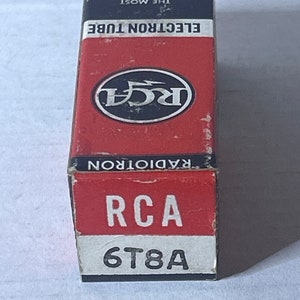 THE MOST
ELECTRON TUBE
RCA
RADIOTRON
RCA
6T8A